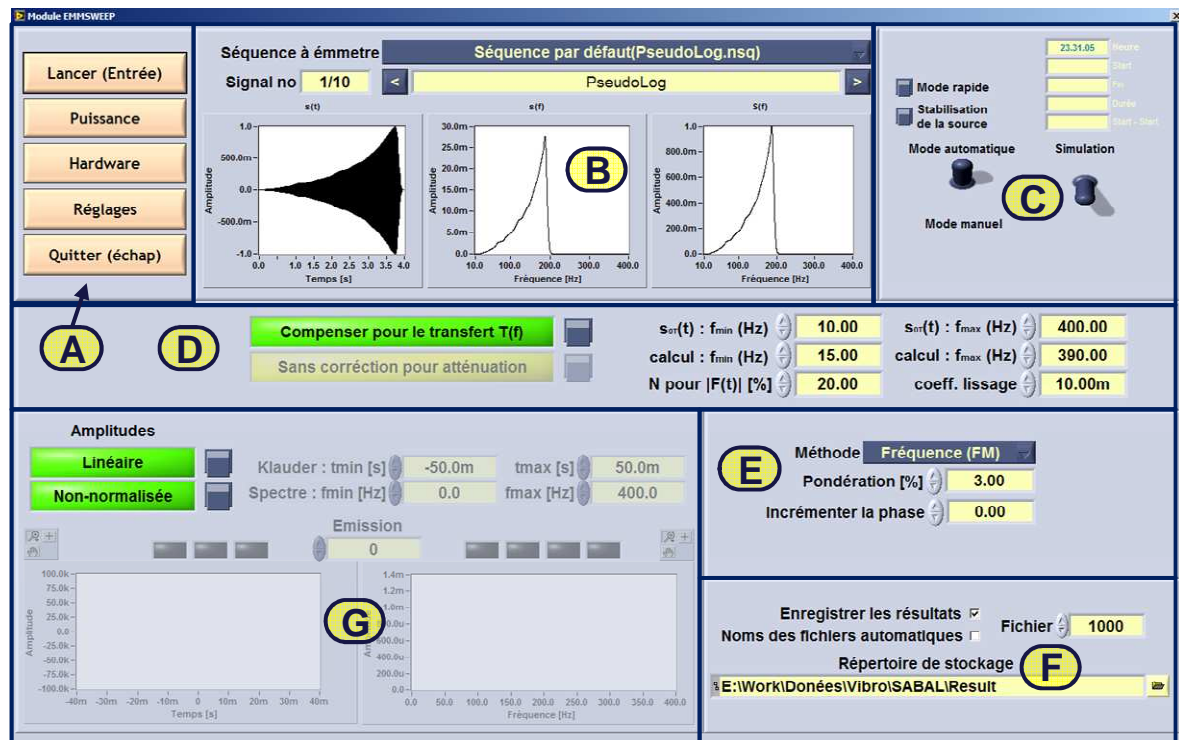 Module EMMSWEEP
Lancer (Entrée)
Puissance
Hardware
Réglages
Quitter (échap)
A
Séquence à émmetre Séquence par défaut(PseudoLog.nsq)
Signal no 1/10 < PseudoLog >
s(t)
Amplitude
1.0
500.0m
0.0
-500.0m
-1.0
0.0 1.0 1.5 2.0 2.5 3.0 3.5 4.0
Temps [s]
s(f)
Amplitude
30.0m
25.0m
20.0m
15.0m
10.0m
5.0m
0.0
10.0 100.0 200.0 300.0 400.0
Fréquence [Hz]
B
S(f)
Amplitude
1.0
800.0m
600.0m
400.0m
200.0m
0.0
10.0 100.0 200.0 300.0 400.0
Fréquence [Hz]
23.31.05 Heure
Start
Fin
Durée
Start - Start
Mode rapide
Stabilisation
de la source
Mode automatique Simulation
C
Mode manuel
D
Compenser pour le transfert T(f)
Sans corréction pour atténuation
sST(t) : fmin (Hz) 10.00 sST(t) : fmax (Hz) 400.00
calcul : fmin (Hz) 15.00 calcul : fmax (Hz) 390.00
N pour |F(t)| [%] 20.00 coeff. lissage 10.00m
Amplitudes
Linéaire
Non-normalisée
Klauder : tmin [s] -50.0m tmax [s] 50.0m
Spectre : fmin [Hz] 0.0 fmax [Hz] 400.0
Emission
0
Amplitude
100.0k
75.0k
50.0k
25.0k
0.0
-25.0k
-50.0k
-75.0k
-100.0k
-40m -30m -20m -10m 0 10m 20m 30m 40m
Temps [s]
G
1.4m
1.2m
1.0m
600.0u
400.0u
200.0u
0.0
0.0 50.0 100.0 150.0 200.0 250.0 300.0 350.0 400.0
Fréquence [Hz]
E
Méthode Fréquence (FM)
Pondération [%] 3.00
Incrémenter la phase 0.00
Enregistrer les résultats
Noms des fichiers automatiques
Fichier 1000
Répertoire de stockage
F
E:\Work\Donées\Vibro\SABAL\Result